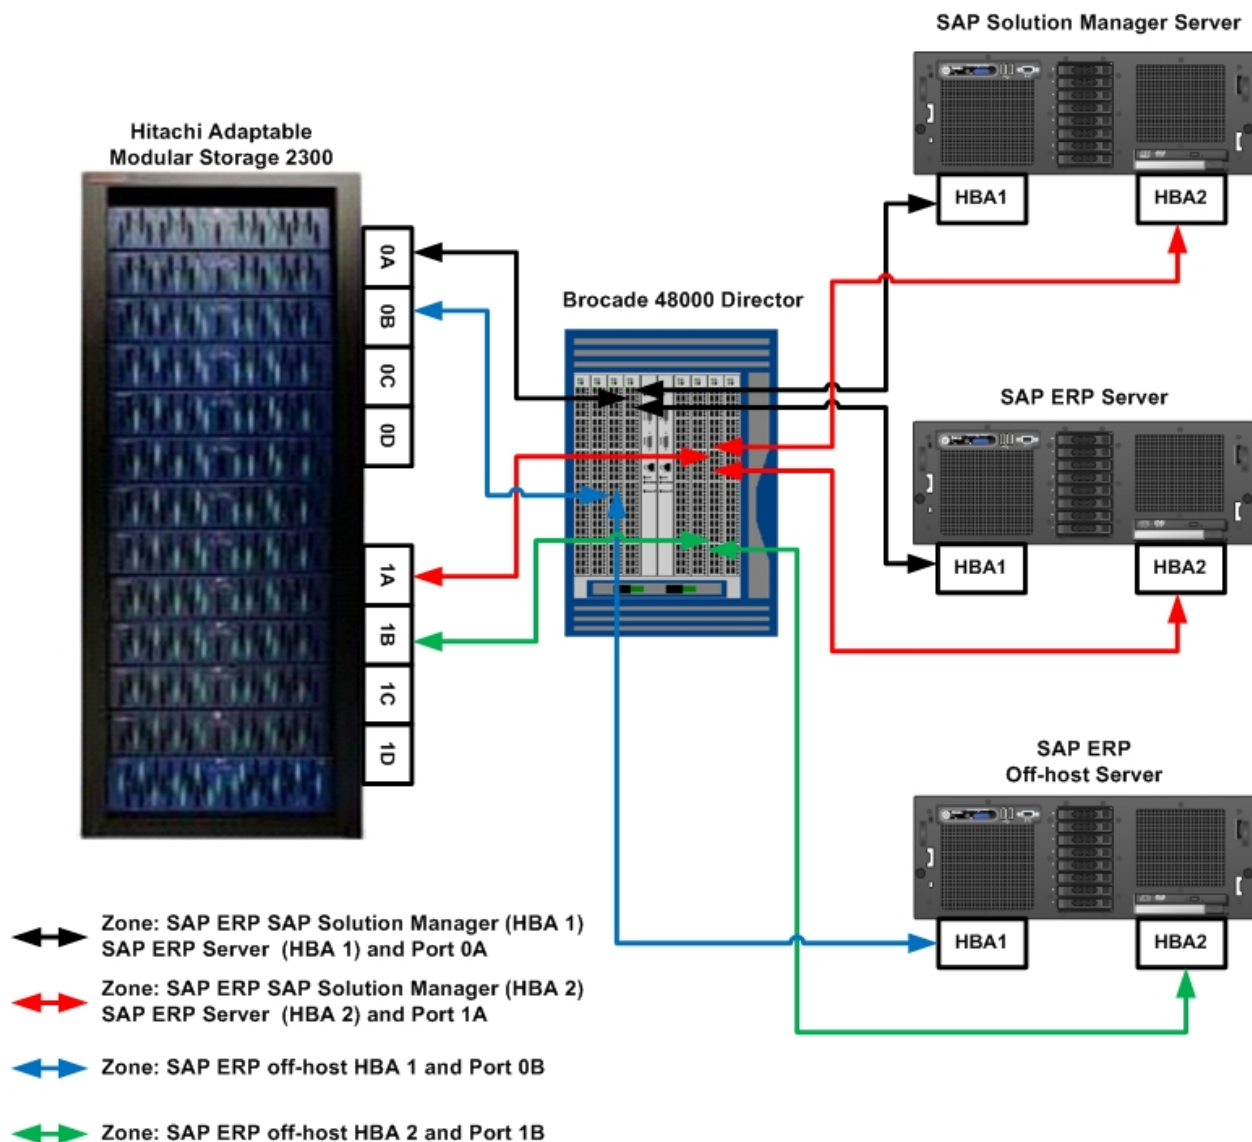 SAP Solution Manager Server
HBA1
HBA2
Hitachi Adaptable
Modular Storage 2300
0A
0B
0C
0D
1A
1B
1C
1D
Brocade 48000 Director
SAP ERP Server
HBA1
HBA2
SAP ERP
Off-host Server
HBA1
HBA2
Zone: SAP ERP SAP Solution Manager (HBA 1)
SAP ERP Server (HBA 1) and Port 0A
Zone: SAP ERP SAP Solution Manager (HBA 2)
SAP ERP Server (HBA 2) and Port 1A
Zone: SAP ERP off-host HBA 1 and Port 0B
Zone: SAP ERP off-host HBA 2 and Port 1B